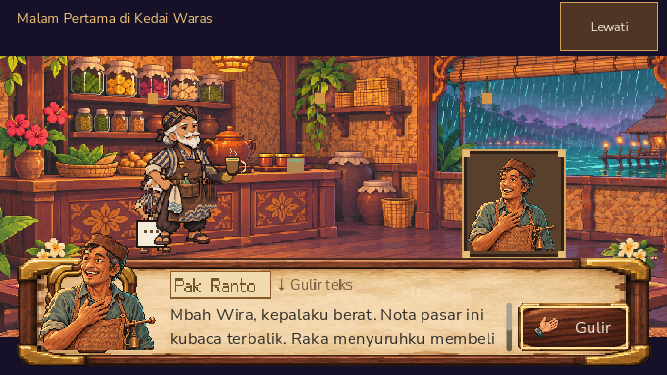 Malam Pertama di Kedai Waras
Lewati
...
Pak Ranto
↓ Gulir teks
Mbah Wira, kepalaku berat. Nota pasar ini
kubaca terbalik. Raka menyuruhku membeli
Gulir